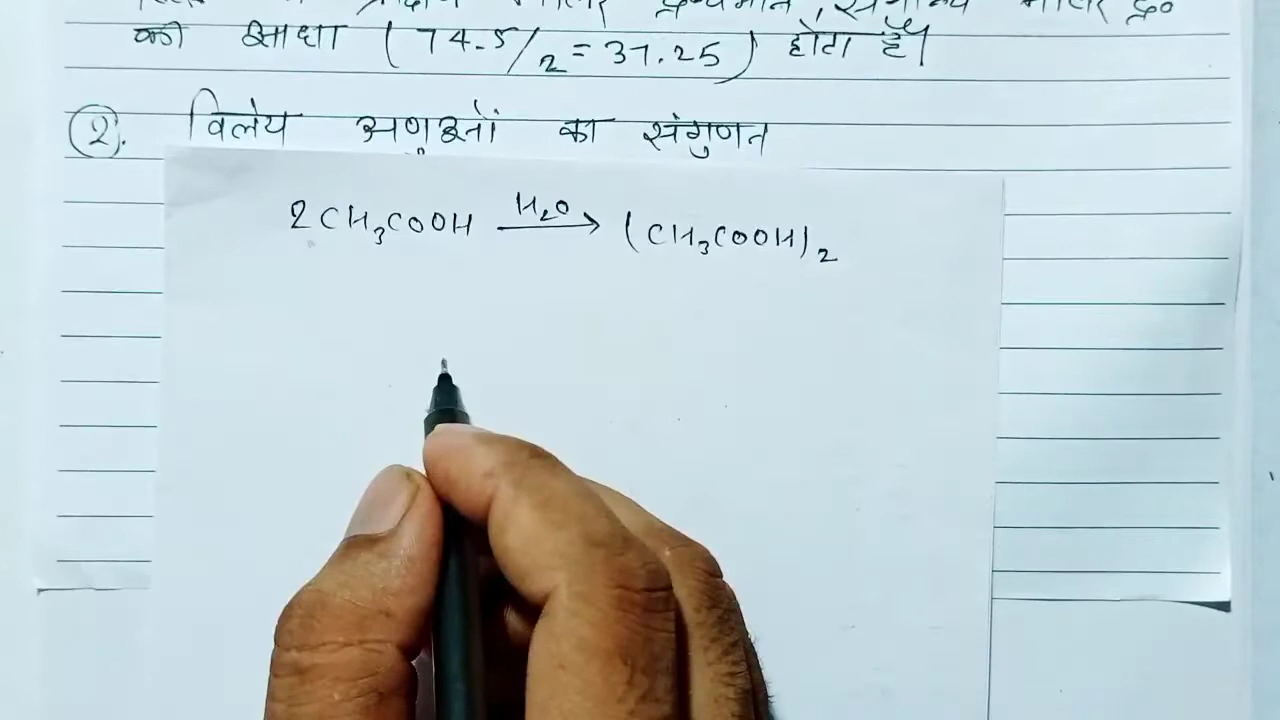 को आधा (74.5/2 = 37.25) होता है।
2. विलेय अणुओं का संगुणन
2CH₃COOH H₂O → (CH₃COOH)₂